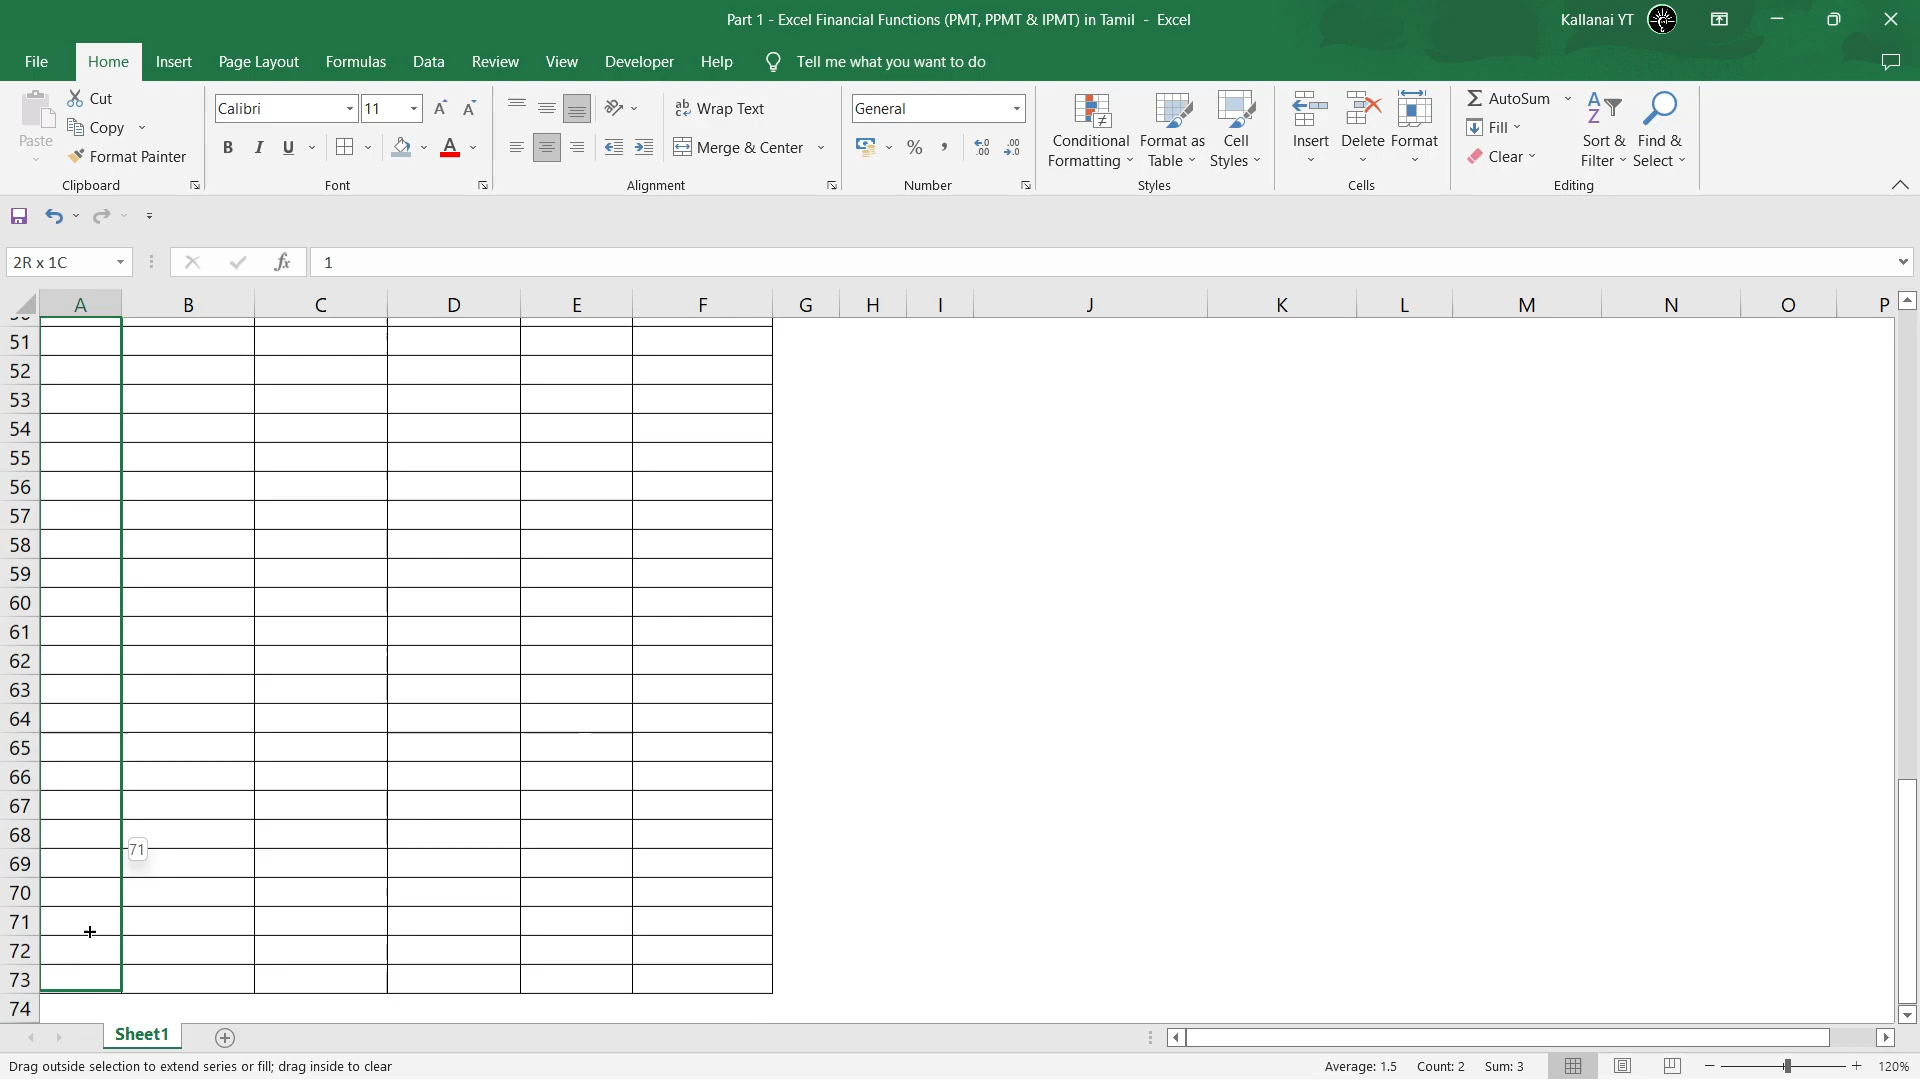 Part 1 - Excel Financial Functions (PMT, PPMT & IPMT) in Tamil - Excel
Kallanai YT
File Home Insert Page Layout Formulas Data Review View Developer Help Tell me what you want to do
Paste
Cut
Copy
Format Painter
Clipboard
Calibri 11
B I U
Font
Wrap Text
Merge & Center
Alignment
General
Number
Conditional Formatting
Format as Table
Cell Styles
Styles
Insert
Delete
Format
Cells
AutoSum
Fill
Clear
Sort & Filter
Find & Select
Editing
2R x 1C
fx
1
A B C D E F G H I J K L M N O P
51
52
53
54
55
56
57
58
59
60
61
62
63
64
65
66
67
68
71
69
70
71
72
73
74
Sheet1
Drag outside selection to extend series or fill; drag inside to clear
Average: 1.5 Count: 2 Sum: 3
120%